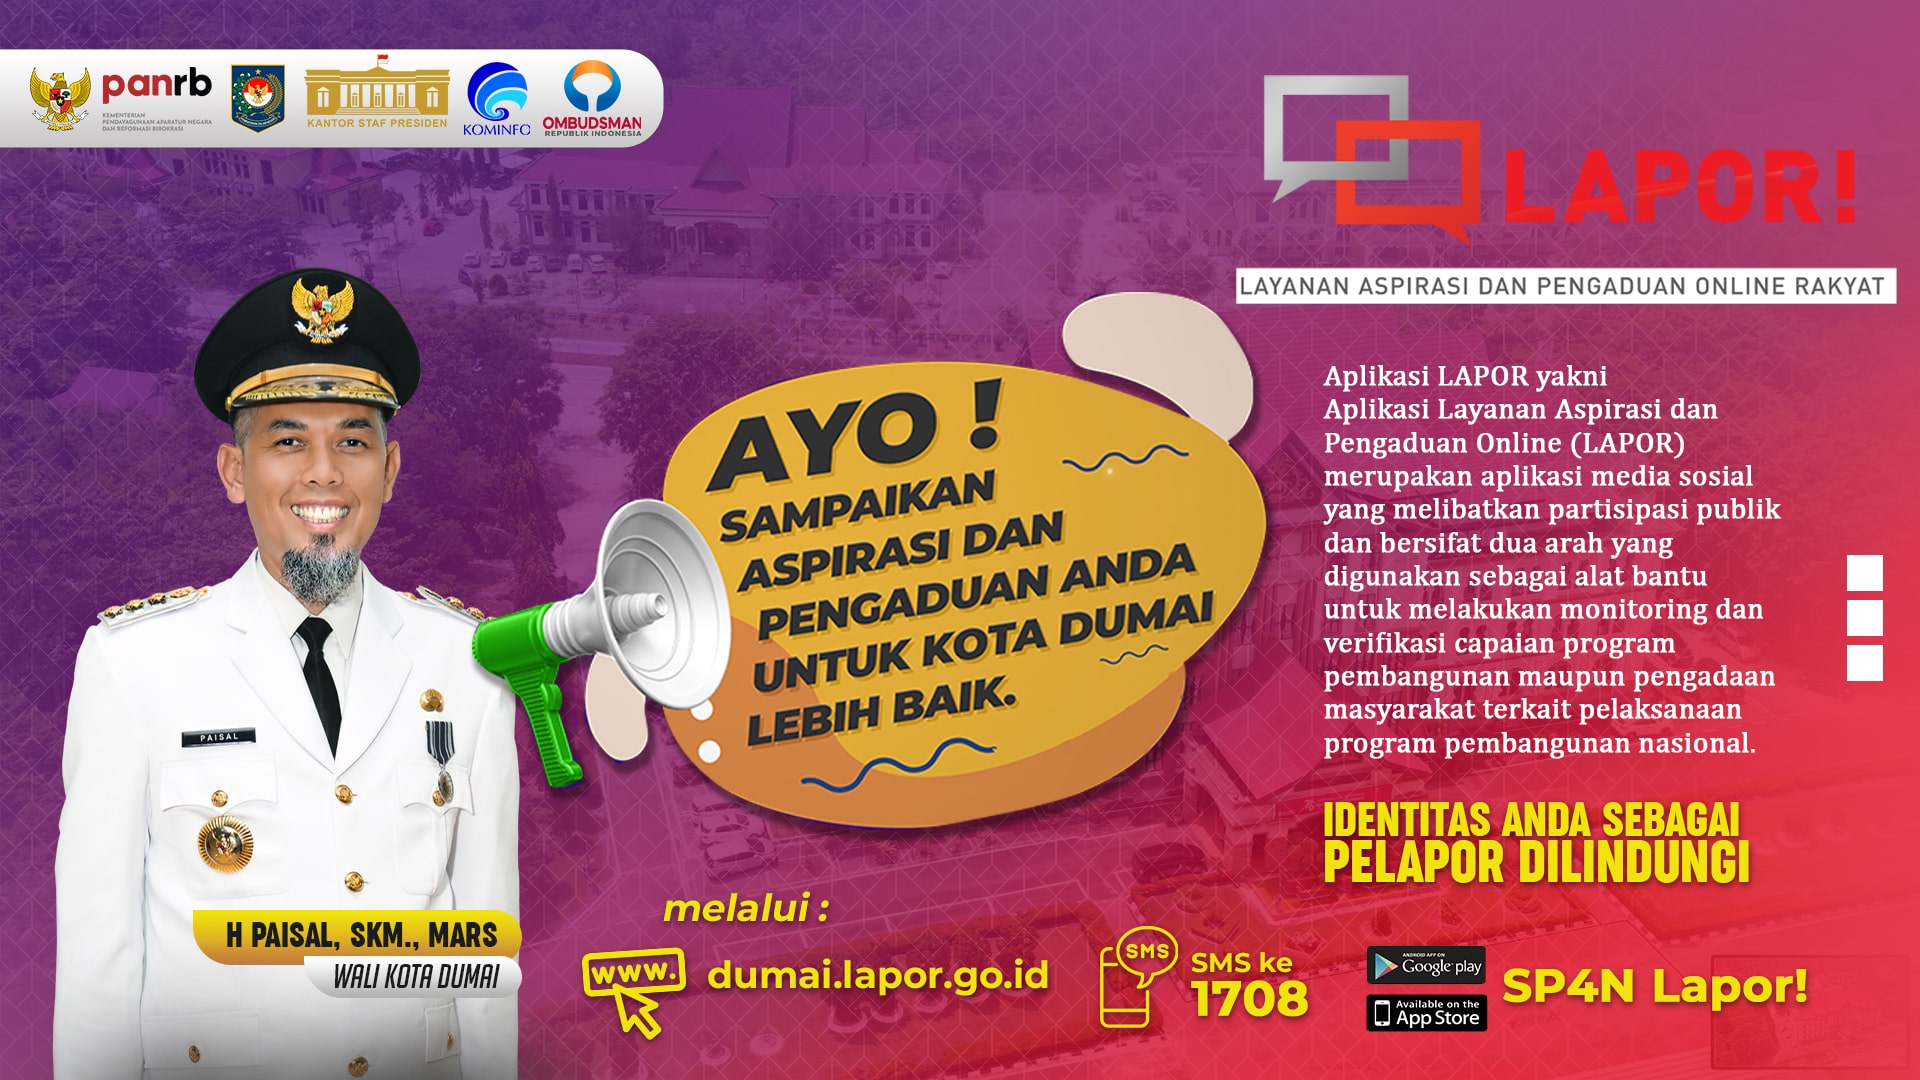 panrb
KEMENTERIAN
PENDAYAGUNAAN APARATUR NEGARA
DAN REFORMASI BIROKRASI
KANTOR STAF PRESIDEN
KOMINFO
OMBUDSMAN
REPUBLIK INDONESIA
LAPOR!
LAYANAN ASPIRASI DAN PENGADUAN ONLINE RAKYAT
AYO !
SAMPAIKAN
ASPIRASI DAN
PENGADUAN ANDA
UNTUK KOTA DUMAI
LEBIH BAIK.
Aplikasi LAPOR yakni
Aplikasi Layanan Aspirasi dan
Pengaduan Online (LAPOR)
merupakan aplikasi media sosial
yang melibatkan partisipasi publik
dan bersifat dua arah yang
digunakan sebagai alat bantu
untuk melakukan monitoring dan
verifikasi capaian program
pembangunan maupun pengadaan
masyarakat terkait pelaksanaan
program pembangunan nasional.
IDENTITAS ANDA SEBAGAI
PELAPOR DILINDUNGI
PAISAL
H PAISAL, SKM., MARS
WALI KOTA DUMAI
melalui :
www.
dumai.lapor.go.id
SMS
SMS ke
1708
ANDROID APP ON
Google play
Available on the
App Store
SP4N Lapor!